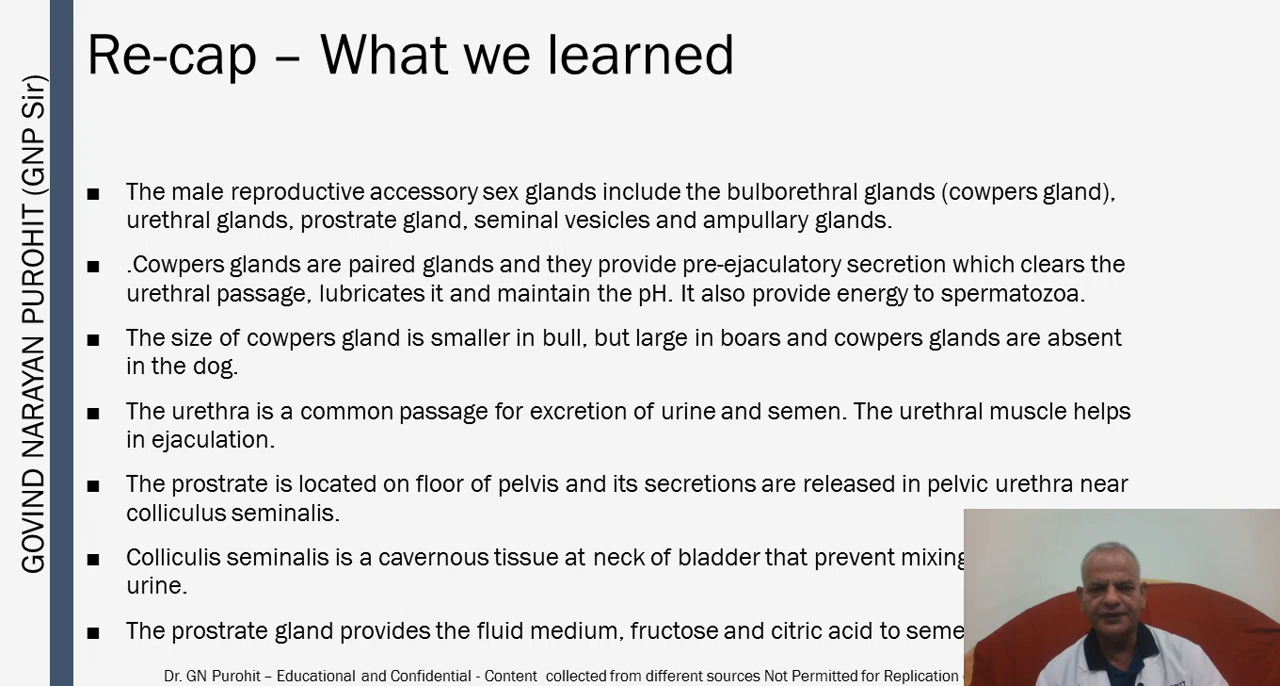 Re-cap – What we learned
GOVIND NARAYAN PUROHIT (GNP Sir)
■ The male reproductive accessory sex glands include the bulborethral glands (cowpers gland),
urethral glands, prostrate gland, seminal vesicles and ampullary glands.
■ .Cowpers glands are paired glands and they provide pre-ejaculatory secretion which clears the
urethral passage, lubricates it and maintain the pH. It also provide energy to spermatozoa.
■ The size of cowpers gland is smaller in bull, but large in boars and cowpers glands are absent
in the dog.
■ The urethra is a common passage for excretion of urine and semen. The urethral muscle helps
in ejaculation.
■ The prostrate is located on floor of pelvis and its secretions are released in pelvic urethra near
colliculus seminalis.
■ Colliculis seminalis is a cavernous tissue at neck of bladder that prevent mixing
urine.
■ The prostrate gland provides the fluid medium, fructose and citric acid to seme
Dr. GN Purohit – Educational and Confidential - Content collected from different sources Not Permitted for Replication